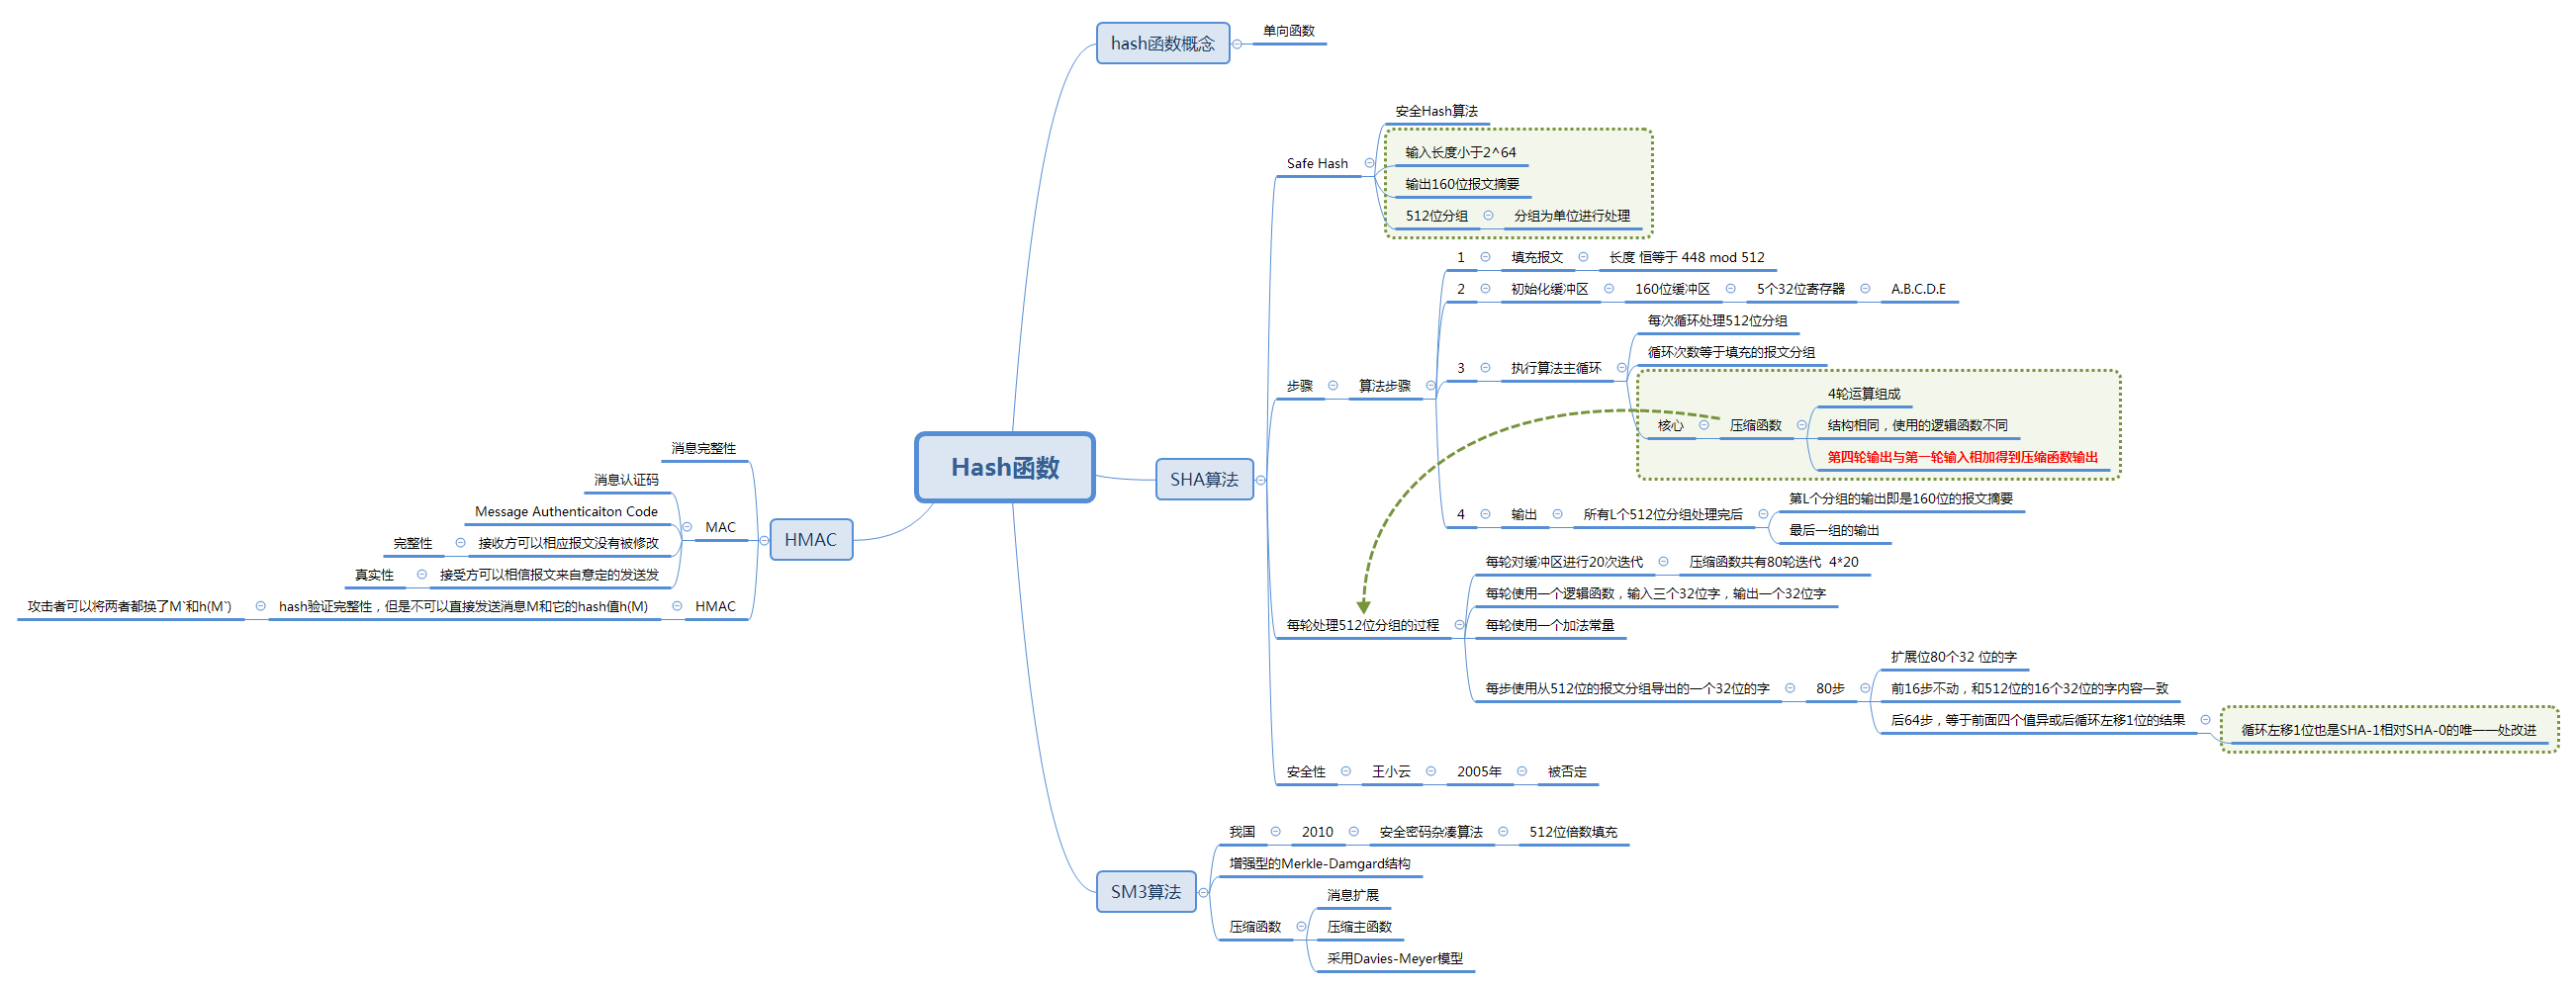 Hash函数
hash函数概念
单向函数
SHA算法
Safe Hash
安全Hash算法
输入长度小于2^64
输出160位报文摘要
512位分组
分组为单位进行处理
步骤
算法步骤
1
填充报文
长度 恒等于 448 mod 512
2
初始化缓冲区
160位缓冲区
5个32位寄存器
A.B.C.D.E
3
执行算法主循环
每次循环处理512位分组
循环次数等于填充的报文分组
核心
压缩函数
4轮运算组成
结构相同，使用的逻辑函数不同
第四轮输出与第一轮输入相加得到压缩函数输出
4
输出
所有L个512位分组处理完后
第L个分组的输出即是160位的报文摘要
最后一组的输出
每轮处理512位分组的过程
每轮对缓冲区进行20次迭代
压缩函数共有80轮迭代 4*20
每轮使用一个逻辑函数，输入三个32位字，输出一个32位字
每轮使用一个加法常量
每步使用从512位的报文分组导出的一个32位的字
80步
扩展位80个32 位的字
前16步不动，和512位的16个32位的字内容一致
后64步，等于前面四个值异或后循环左移1位的结果
循环左移1位也是SHA-1相对SHA-0的唯一一处改进
安全性
王小云
2005年
被否定
SM3算法
我国
2010
安全密码杂凑算法
512位倍数填充
增强型的Merkle-Damgard结构
压缩函数
消息扩展
压缩主函数
采用Davies-Meyer模型
HMAC
消息完整性
MAC
消息认证码
Message Authenticaiton Code
接收方可以相应报文没有被修改
完整性
接受方可以相信报文来自意定的发送发
真实性
HMAC
hash验证完整性，但是不可以直接发送消息M和它的hash值h(M)
攻击者可以将两者都换了M`和h(M`)